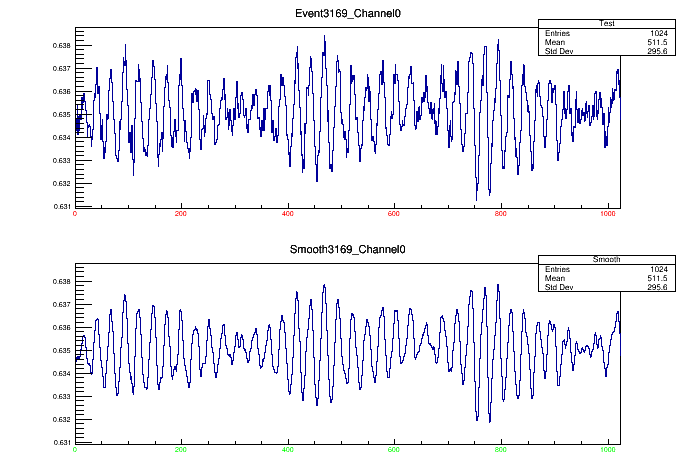 Event3169_Channel0
Test
Entries 1024
Mean 511.5
Std Dev 295.6
0.638
0.637
0.636
0.635
0.634
0.633
0.632
0.631
0 200 400 600 800 1000
Smooth3169_Channel0
Smooth
Entries 1024
Mean 511.5
Std Dev 295.6
0.638
0.637
0.636
0.635
0.634
0.633
0.632
0.631
0 200 400 600 800 1000